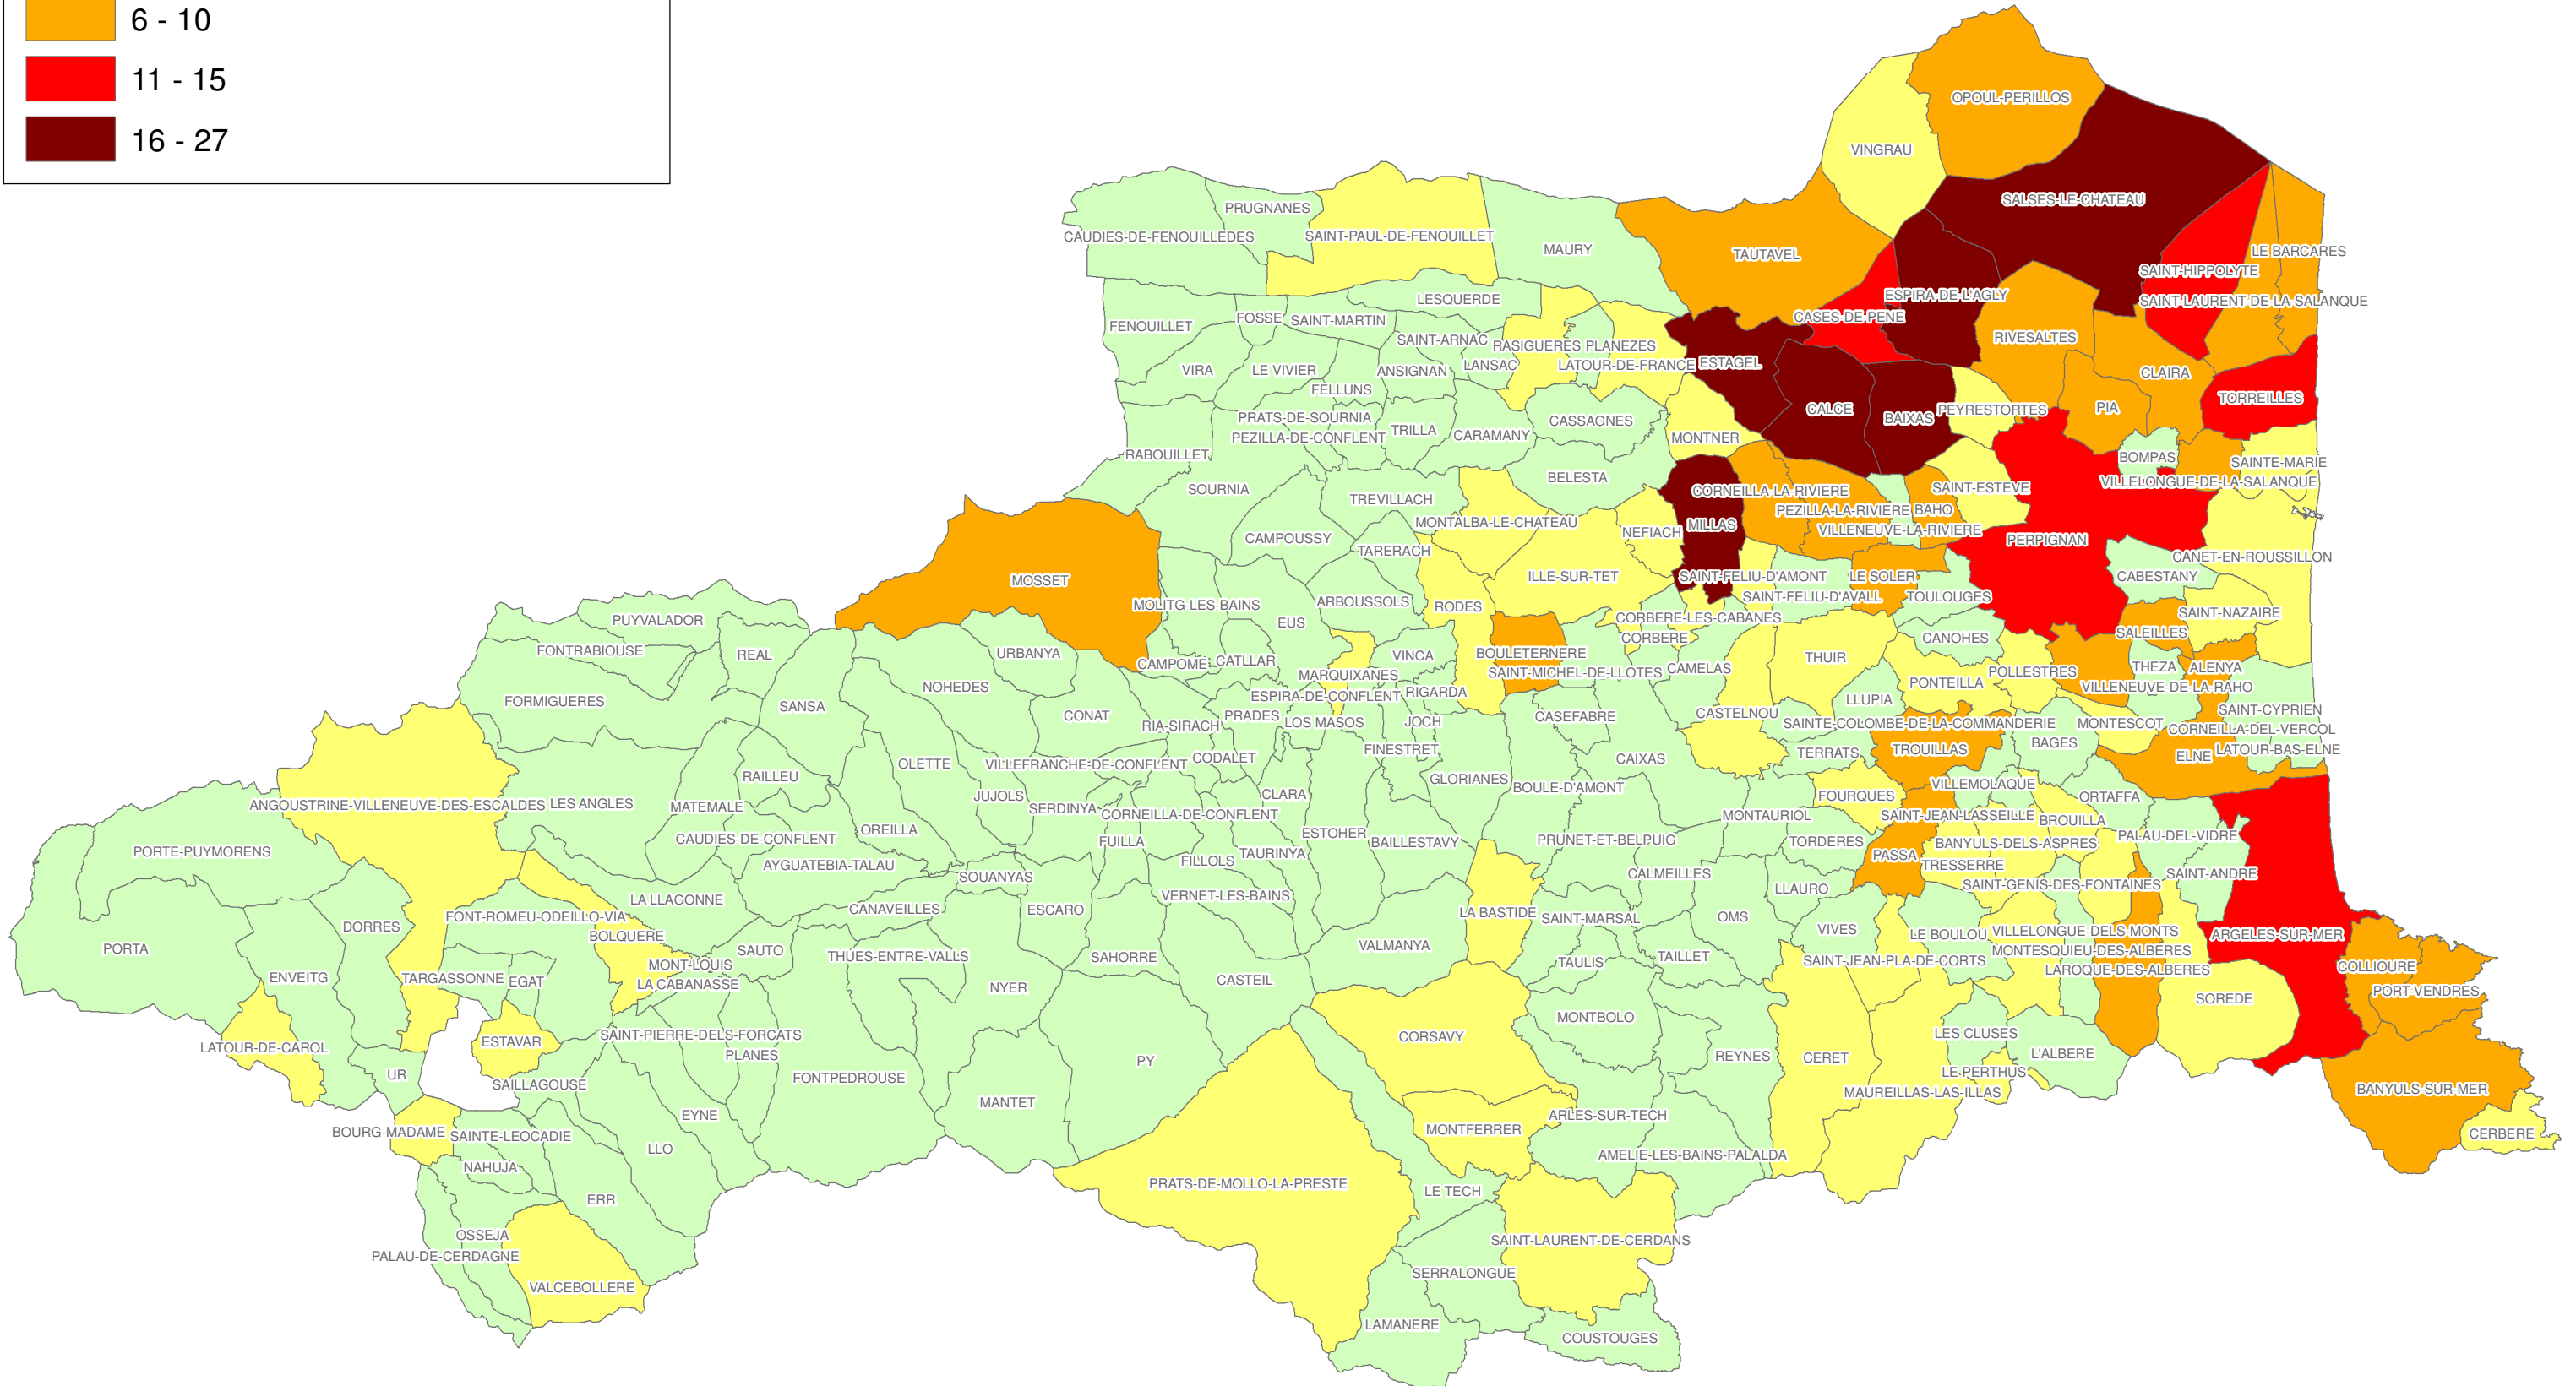 6 - 10
11 - 15
16 - 27
OPOUL-PERILLOS
VINGRAU
SALSES-LE-CHATEAU
PRUGNANES
CAUDIES-DE-FENOUILLEDES
SAINT-PAUL-DE-FENOUILLET
MAURY
TAUTAVEL
LE BARCARES
SAINT-HIPPOLYTE
ESPIRA-DE-L'AGLY
SAINT-LAURENT-DE-LA-SALANQUE
LESQUERDE
FENOUILLET
FOSSE
SAINT-MARTIN
CASES-DE-PENE
RIVESALTES
SAINT-ARNAC
RASIGUERES
PLANEZES
VIRA
LE VIVIER
ANSIGNAN
LANSAC
LATOUR-DE-FRANCE
ESTAGEL
CLAIRA
FELLUNS
TORREILLES
PRATS-DE-SOURNIA
CASSAGNES
CALCE
BAIXAS
PEYRESTORTES
PIA
PEZILLA-DE-CONFLENT
TRILLA
CARAMANY
MONTNER
RABOUILLET
BOMPAS
SAINTE-MARIE
SOURNIA
BELESTA
VILLELONGUE-DE-LA-SALANQUE
TREVILLACH
CORNEILLA-LA-RIVIERE
SAINT-ESTEVE
MONTALBA-LE-CHATEAU
MILLAS
PEZILLA-LA-RIVIERE
BAHO
CAMPOUSSY
NEFIACH
VILLENEUVE-LA-RIVIERE
PERPIGNAN
TARERACH
CANET-EN-ROUSSILLON
MOSSET
ILLE-SUR-TET
SAINT-FELIU-D'AMONT
LE SOLER
CABESTANY
MOLITG-LES-BAINS
ARBOUSSOLS
RODES
SAINT-FELIU-D'AVALL
TOULOUGES
PUYVALADOR
EUS
CORBERE-LES-CABANES
SAINT-NAZAIRE
FONTRABIOUSE
REAL
URBANYA
CORBERE
CANOHES
SALEILLES
CAMPOME
CATLLAR
VINCA
BOULETERNERE
THUIR
MARQUIXANES
SAINT-MICHEL-DE-LLOTES
CAMELAS
POLLESTRES
THEZA
ALENYA
FORMIGUERES
NOHEDES
ESPIRA-DE-CONFLENT
RIGARDA
PONTEILLA
VILLENEUVE-DE-LA-RAHO
SANSA
CONAT
PRADES
LOS MASOS
JOCH
CASEFABRE
CASTELNOU
LLUPIA
SAINT-CYPRIEN
RIA-SIRACH
SAINTE-COLOMBE-DE-LA-COMMANDERIE
MONTESCOT
CORNEILLA-DEL-VERCOL
FINESTRET
TERRATS
TROUILLAS
BAGES
LATOUR-BAS-ELNE
OLETTE
VILLEFRANCHE-DE-CONFLENT
CODALET
CAIXAS
ELNE
RAILLEU
GLORIANES
BOULE-D'AMONT
VILLEMOLAQUE
ANGOUSTRINE-VILLENEUVE-DES-ESCALDES
LES ANGLES
MATEMALE
JUJOLS
SERDINYA
CLARA
FOURQUES
ORTAFFA
CORNEILLA-DE-CONFLENT
MONTAURIOL
SAINT-JEAN-LASSEILLE
BROUILLA
CAUDIES-DE-CONFLENT
OREILLA
FUILLA
ESTOHER
BAILLESTAVY
PRUNET-ET-BELPUIG
TORDERES
BANYULS-DELS-ASPRES
PALAU-DEL-VIDRE
PORTE-PUYMORENS
AYGUATEBIA-TALAU
FILLOLS
TAURINYA
PASSA
TRESSERRE
SOUANYAS
CALMEILLES
SAINT-ANDRE
LA LLAGONNE
VERNET-LES-BAINS
LLAURO
SAINT-GENIS-DES-FONTAINES
CANAVEILLES
ESCARO
LA BASTIDE
SAINT-MARSAL
OMS
FONT-ROMEU-ODEILLO-VIA
DORRES
VIVES
LE BOULOU
VILLELONGUE-DELS-MONTS
ARGELES-SUR-MER
PORTA
BOLQUERE
SAUTO
THUES-ENTRE-VALLS
SAHORRE
VALMANYA
TAULIS
TAILLET
MONTESQUIEU-DES-ALBERES
MONT-LOUIS
SAINT-JEAN-PLA-DE-CORTS
LAROQUE-DES-ALBERES
COLLIOURE
ENVEITG
TARGASSONNE
EGAT
LA CABANASSE
NYER
CASTEIL
SOREDE
PORT-VENDRES
MONTBOLO
SAINT-PIERRE-DELS-FORCATS
CORSAVY
LES CLUSES
LATOUR-DE-CAROL
ESTAVAR
PLANES
PY
REYNES
CERET
L'ALBERE
UR
SAILLAGOUSE
FONTPEDROUSE
LE PERTHUS
MAUREILLAS-LAS-ILLAS
BANYULS-SUR-MER
MANTET
EYNE
ARLES-SUR-TECH
BOURG-MADAME
SAINTE-LEOCADIE
MONTFERRER
CERBERE
LLO
AMELIE-LES-BAINS-PALALDA
NAHUJA
PRATS-DE-MOLLO-LA-PRESTE
LE TECH
ERR
OSSEJA
SAINT-LAURENT-DE-CERDANS
PALAU-DE-CERDAGNE
SERRALONGUE
VALCEBOLLERE
LAMANERE
COUSTOUGES